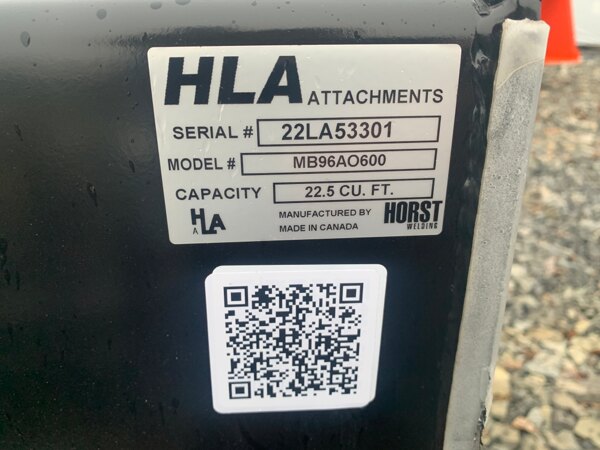 HLA ATTACHMENTS
SERIAL # 22LA53301
MODEL # MB96AO600
CAPACITY 22.5 CU. FT.
HLA MANUFACTURED BY HORST
MADE IN CANADA WELDING